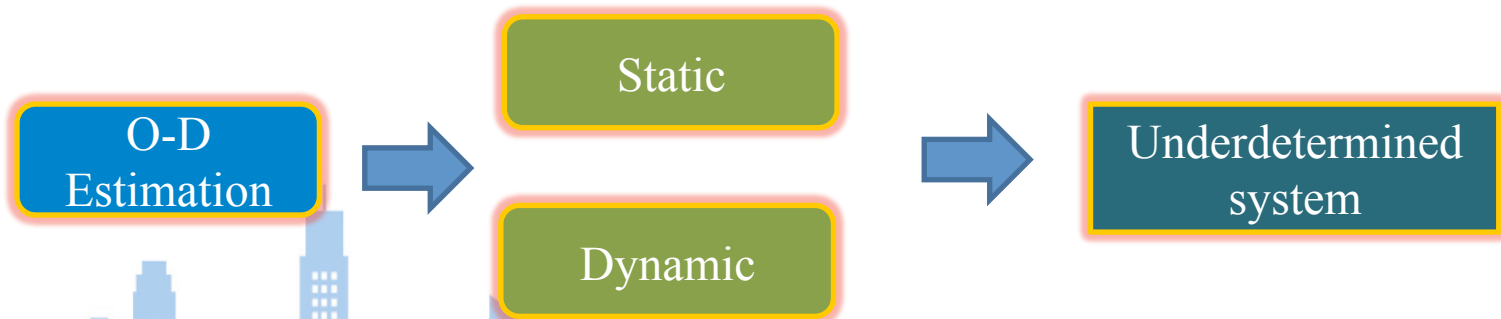 O-D
Estimation
Static
Dynamic
Underdetermined
system